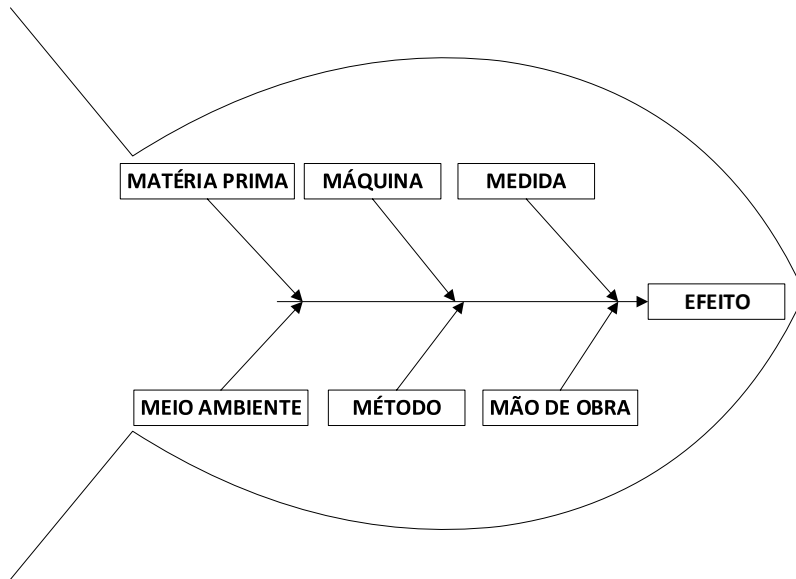 MATÉRIA PRIMA
MÁQUINA
MEDIDA
EFEITO
MEIO AMBIENTE
MÉTODO
MÃO DE OBRA